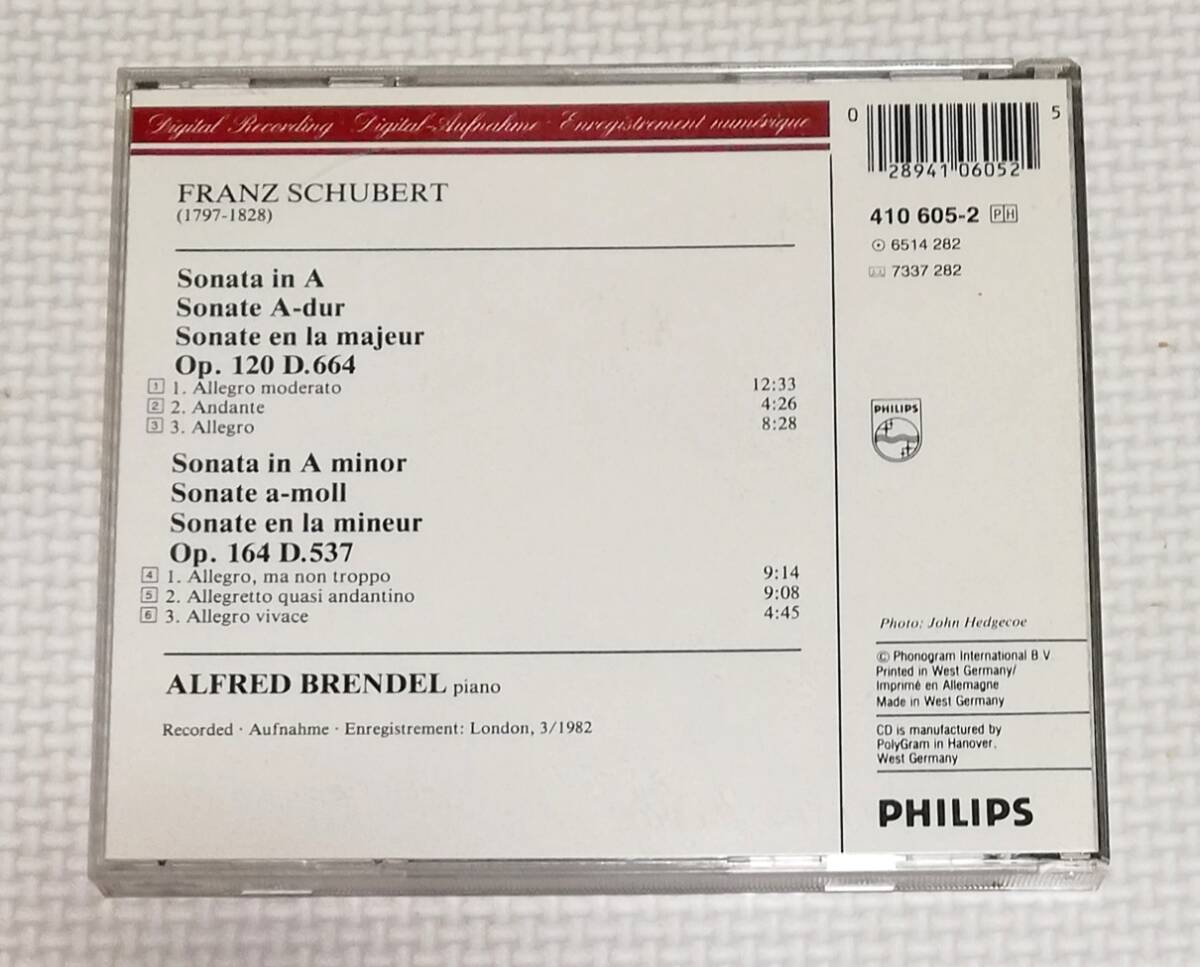 Digital Recording · Digital-Aufnahme · Enregistrement numérique
FRANZ SCHUBERT
(1797-1828)
Sonata in A
Sonate A-dur
Sonate en la majeur
Op. 120 D.664
1 1. Allegro moderato 12:33
2 2. Andante 4:26
3 3. Allegro 8:28
Sonata in A minor
Sonate a-moll
Sonate en la mineur
Op. 164 D.537
4 1. Allegro, ma non troppo 9:14
5 2. Allegretto quasi andantino 9:08
6 3. Allegro vivace 4:45
ALFRED BRENDEL piano
Recorded · Aufnahme · Enregistrement: London, 3/1982
0 28941 06052 5
410 605-2 PH
6514 282
7337 282
PHILIPS
Photo: John Hedgecoe
© Phonogram International B.V.
Printed in West Germany/
Imprimé en Allemagne
Made in West Germany
CD is manufactured by
PolyGram in Hanover,
West Germany
PHILIPS